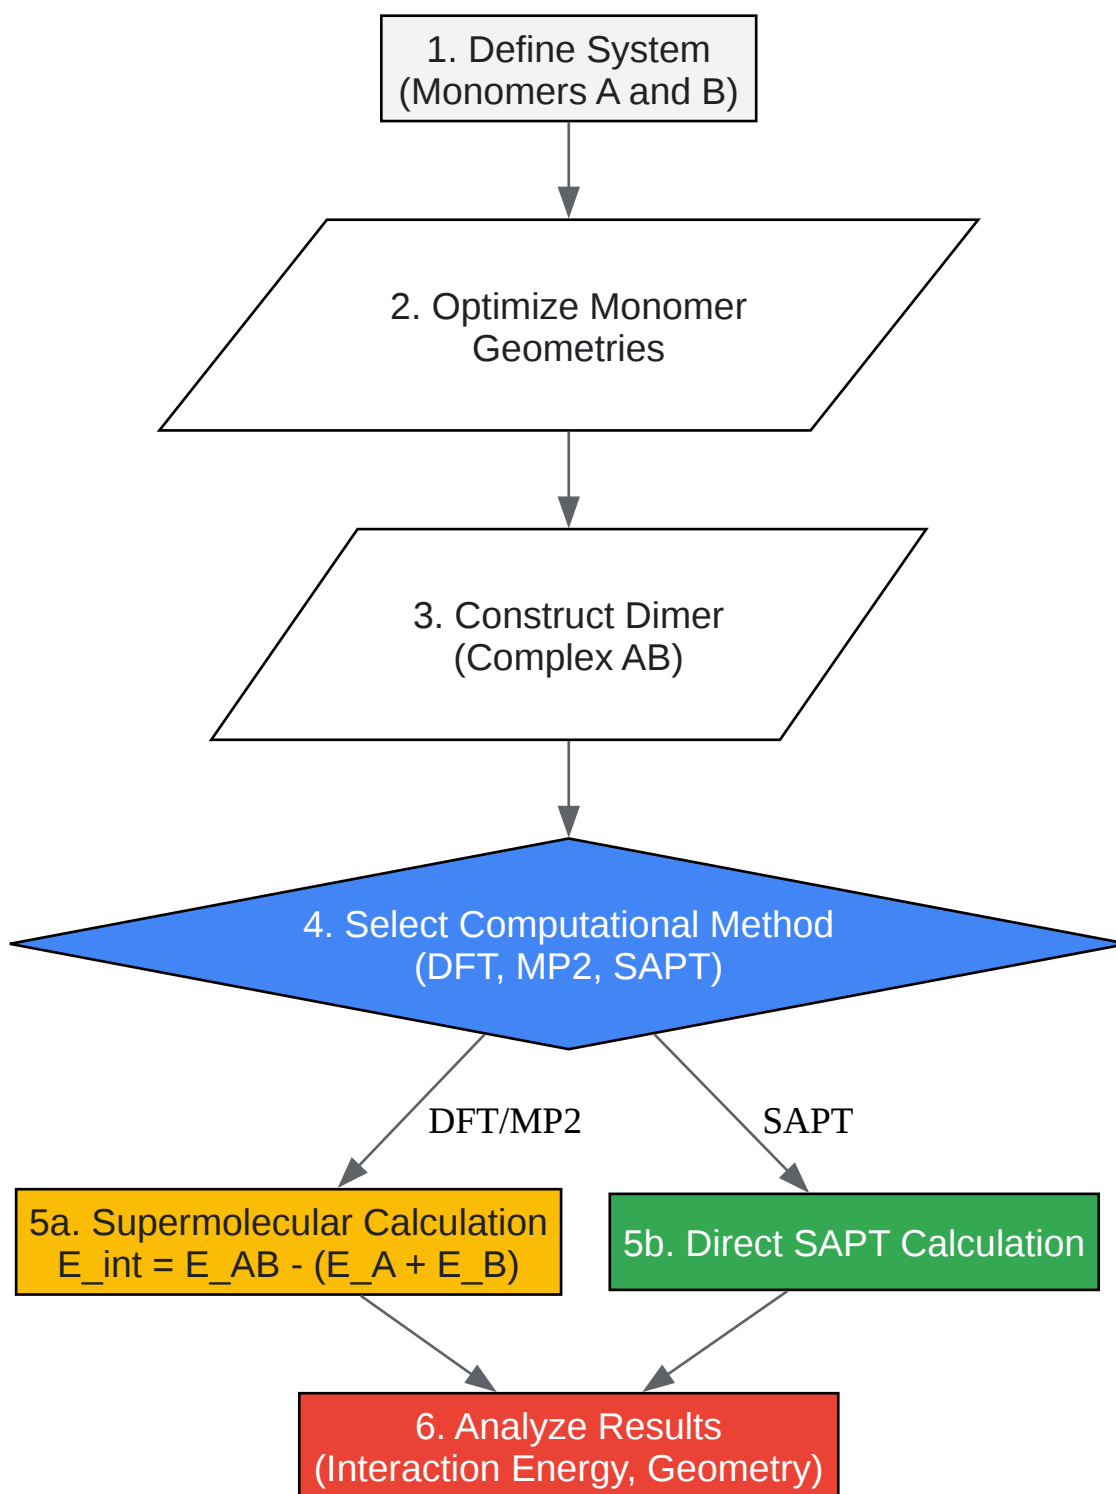 1. Define System
(Monomers A and B)
2. Optimize Monomer
Geometries
3. Construct Dimer
(Complex AB)
4. Select Computational Method
(DFT, MP2, SAPT)
DFT/MP2
SAPT
5a. Supermolecular Calculation
E_int = E_AB - (E_A + E_B)
5b. Direct SAPT Calculation
6. Analyze Results
(Interaction Energy, Geometry)